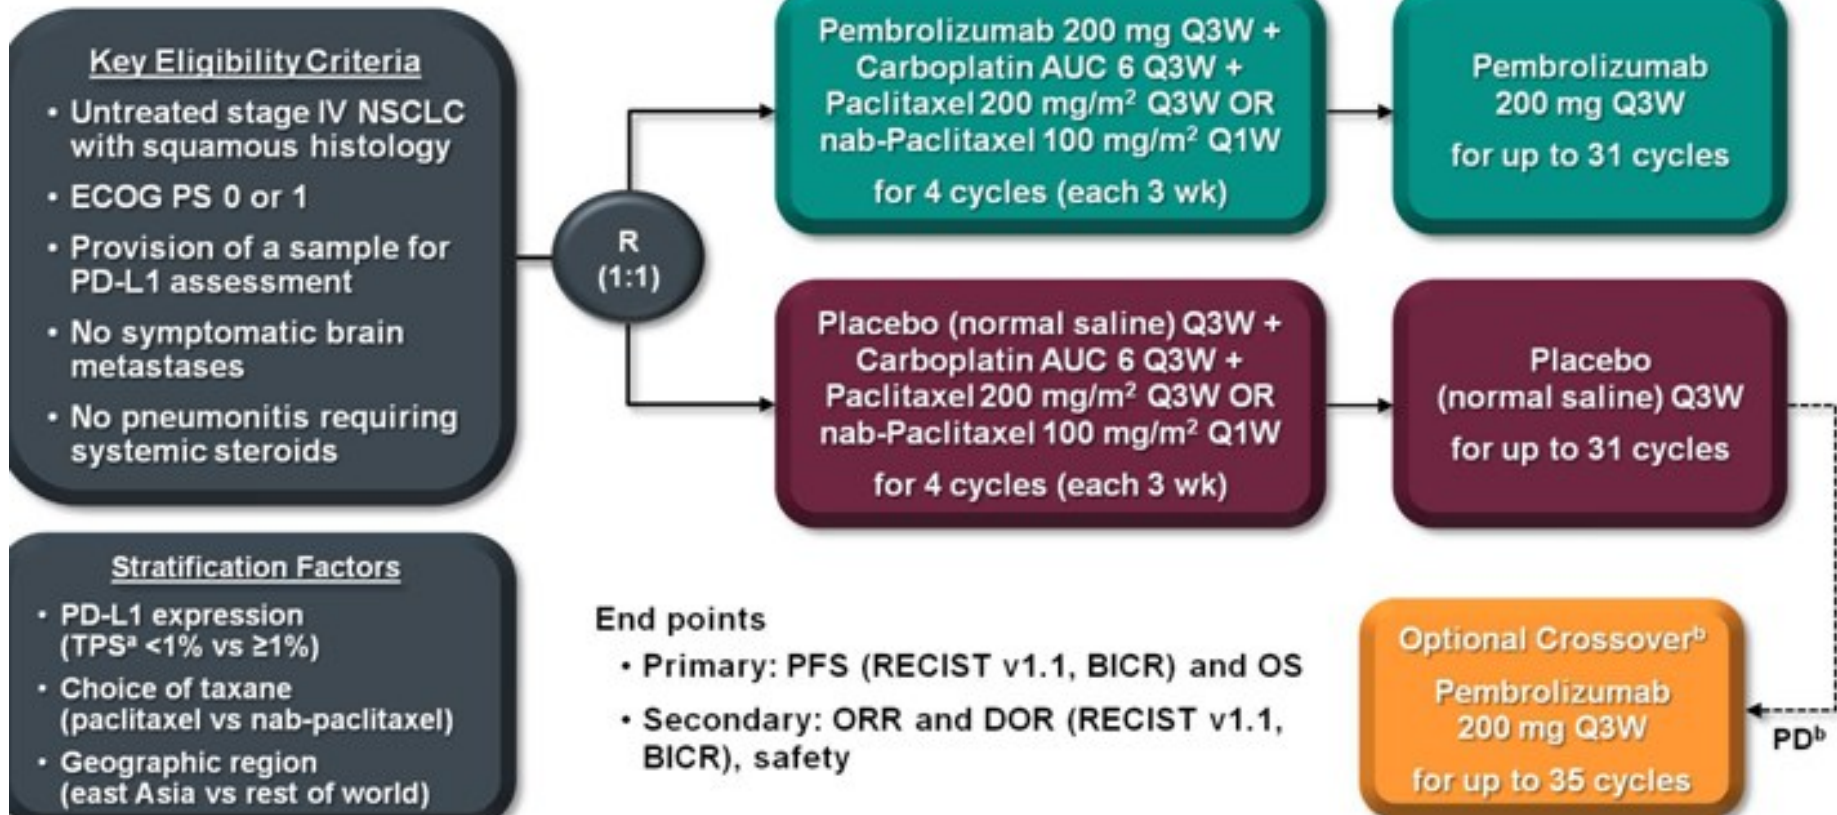 Key Eligibility Criteria
• Untreated stage IV NSCLC
with squamous histology
• ECOG PS 0 or 1
• Provision of a sample for
PD-L1 assessment
• No symptomatic brain
metastases
• No pneumonitis requiring
systemic steroids
Stratification Factors
• PD-L1 expression
(TPSᵃ <1% vs ≥1%)
• Choice of taxane
(paclitaxel vs nab-paclitaxel)
• Geographic region
(east Asia vs rest of world)
R
(1:1)
Pembrolizumab 200 mg Q3W +
Carboplatin AUC 6 Q3W +
Paclitaxel 200 mg/m² Q3W OR
nab-Paclitaxel 100 mg/m² Q1W
for 4 cycles (each 3 wk)
Pembrolizumab
200 mg Q3W
for up to 31 cycles
Placebo (normal saline) Q3W +
Carboplatin AUC 6 Q3W +
Paclitaxel 200 mg/m² Q3W OR
nab-Paclitaxel 100 mg/m² Q1W
for 4 cycles (each 3 wk)
Placebo
(normal saline) Q3W
for up to 31 cycles
PDᵇ
Optional Crossoverᵇ
Pembrolizumab
200 mg Q3W
for up to 35 cycles
End points
• Primary: PFS (RECIST v1.1, BICR) and OS
• Secondary: ORR and DOR (RECIST v1.1,
BICR), safety